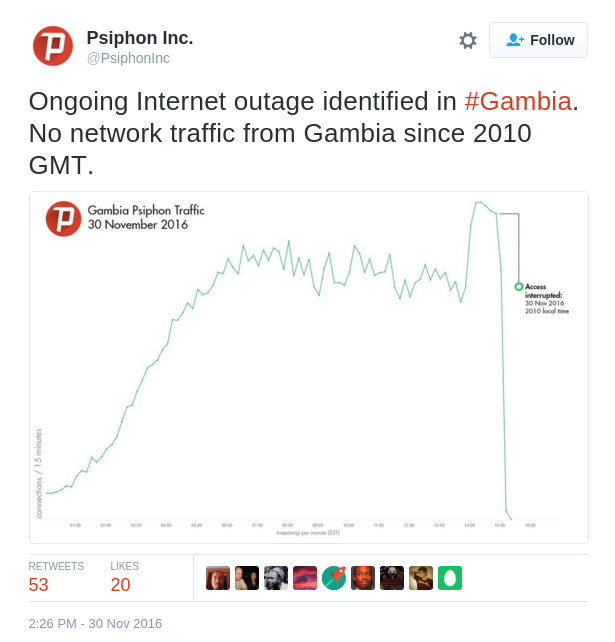 Psiphon Inc.
@PsiphonInc
Follow
Ongoing Internet outage identified in #Gambia.
No network traffic from Gambia since 2010
GMT.
Gambia Psiphon Traffic
30 November 2016
Access
interrupted:
30 Nov 2016
2010 local time
connections / 15 minutes
01:00 02:00 03:00 04:00 05:00 06:00 07:00 08:00 09:00 10:00 11:00 12:00 13:00 14:00 15:00 16:00
timestamp per minute (EST)
RETWEETS LIKES
53 20
2:26 PM - 30 Nov 2016